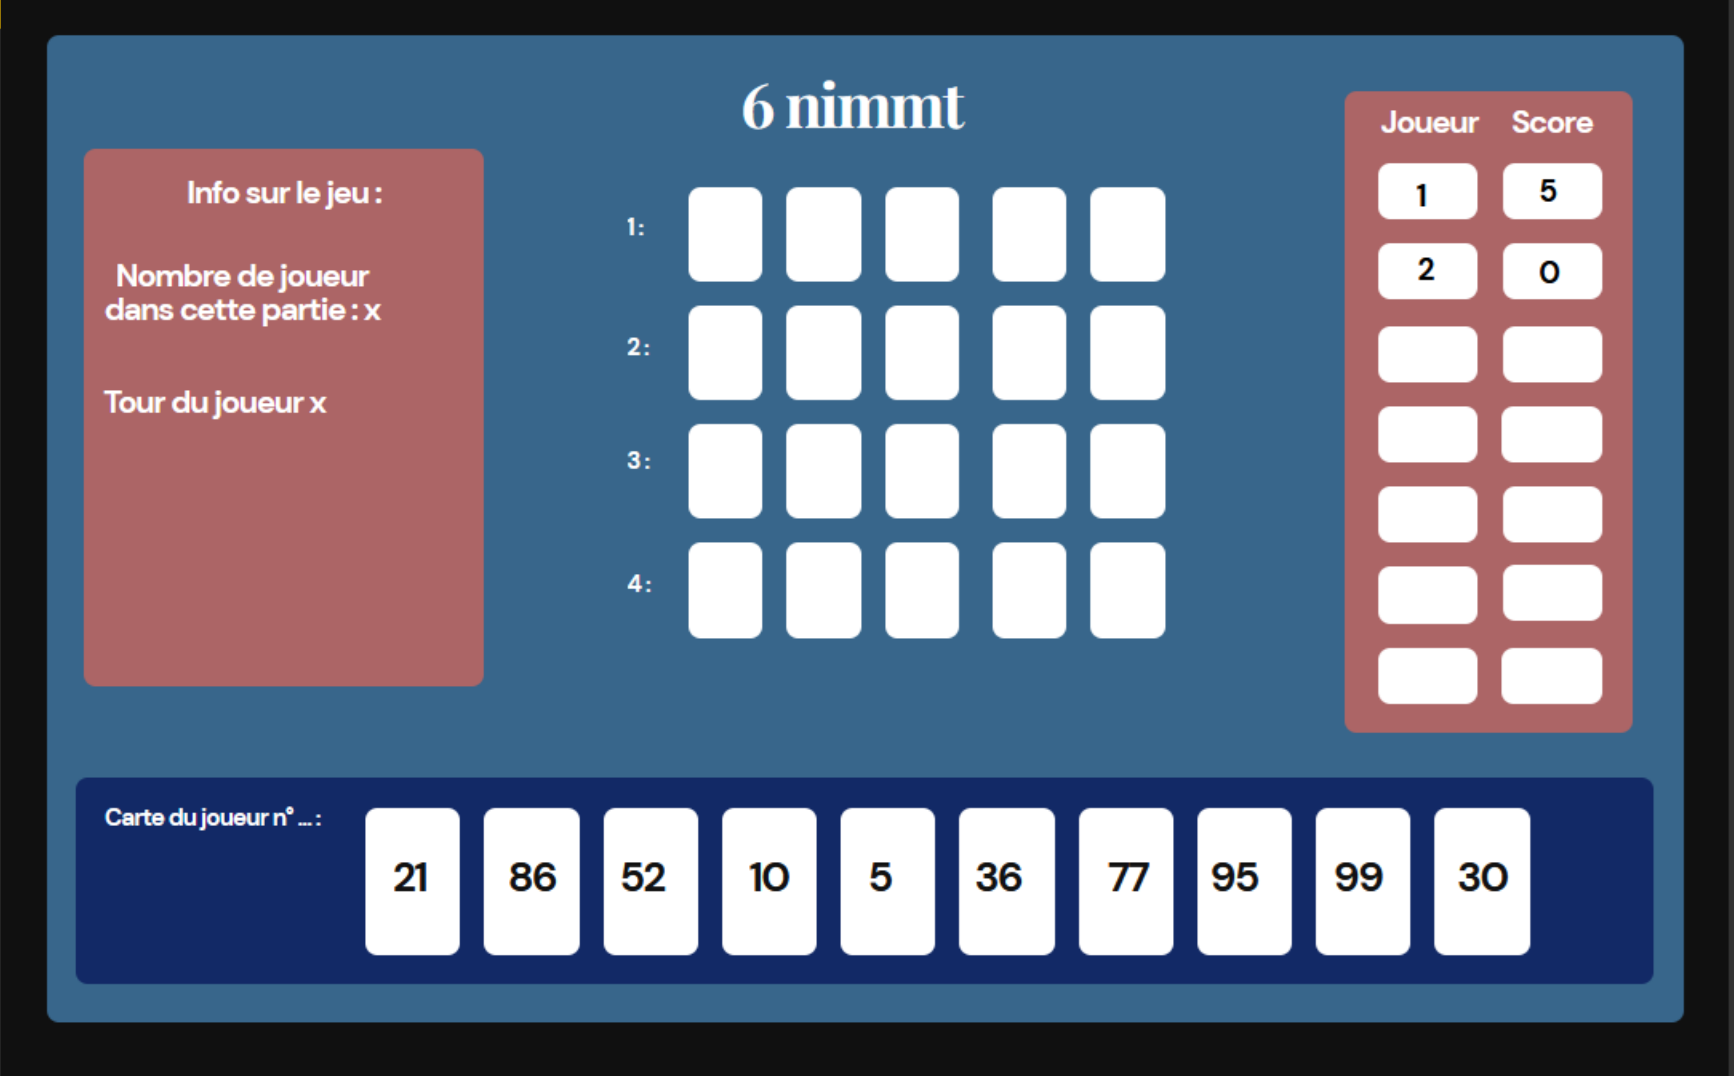 6 nimmt
Info sur le jeu :
Nombre de joueur
dans cette partie : x
Tour du joueur x
1:
2:
3:
4:
Joueur Score
1 5
2 0
Carte du joueur n° ... :
21 86 52 10 5 36 77 95 99 30